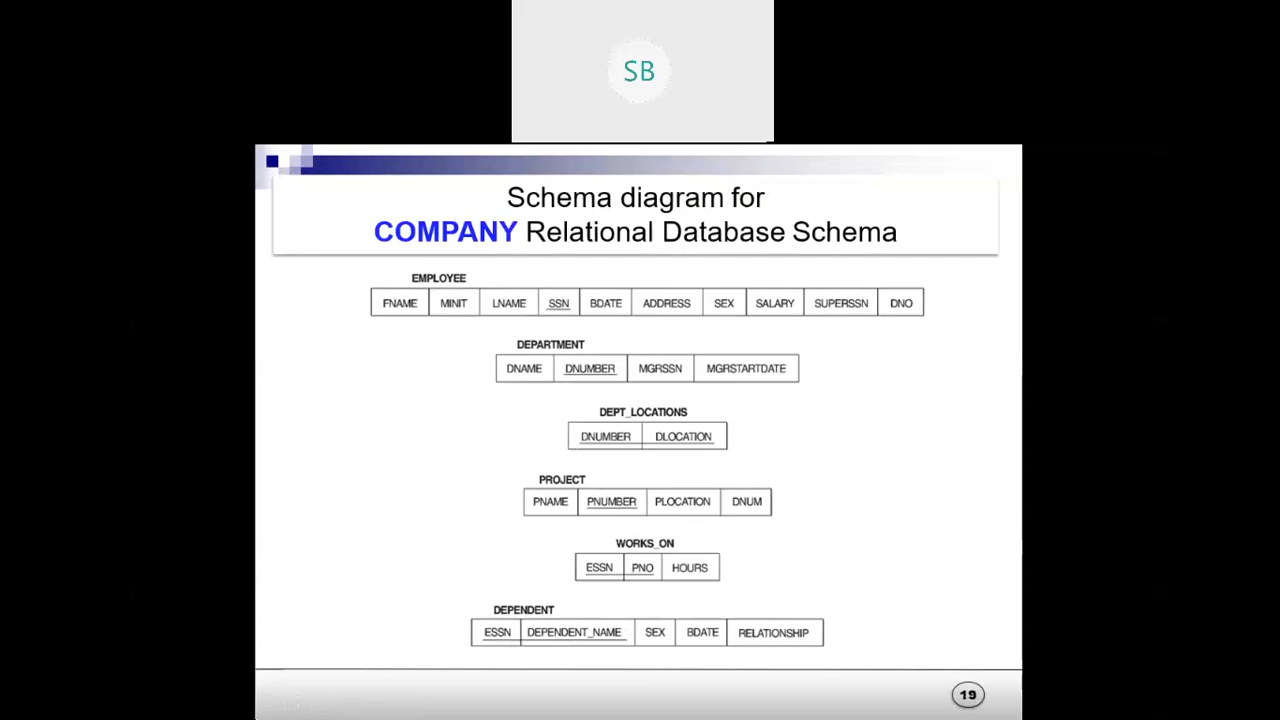 SB
Schema diagram for
COMPANY Relational Database Schema
EMPLOYEE
FNAME MINIT LNAME SSN BDATE ADDRESS SEX SALARY SUPERSSN DNO
DEPARTMENT
DNAME DNUMBER MGRSSN MGRSTARTDATE
DEPT_LOCATIONS
DNUMBER DLOCATION
PROJECT
PNAME PNUMBER PLOCATION DNUM
WORKS_ON
ESSN PNO HOURS
DEPENDENT
ESSN DEPENDENT_NAME SEX BDATE RELATIONSHIP
19